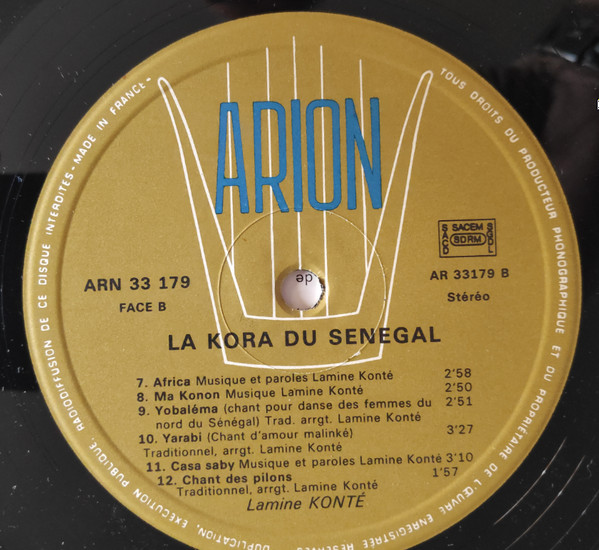 TOUS DROITS DU PRODUCTEUR PHONOGRAPHIQUE ET DU PROPRIÉTAIRE DE L'ŒUVRE ENREGISTRÉE RÉSERVÉS
DUPLICATION, EXÉCUTION PUBLIQUE, RADIODIFFUSION DE CE DISQUE INTERDITES - MADE IN FRANCE -
ARION
SACEM
SACD
SDRM
SGDL
ARN 33 179
FACE B
AR 33179 B
Stéréo
de
LA KORA DU SENEGAL
7. Africa Musique et paroles Lamine Konté 2'58
8. Ma Konon Musique Lamine Konté 2'50
9. Yobaléma (chant pour danse des femmes du 2'51
nord du Sénégal) Trad. arrgt. Lamine Konté
10. Yarabi (Chant d'amour malinké) 3'27
Traditionnel, arrgt. Lamine Konté
11. Casa saby Musique et paroles Lamine Konté 3'10
12. Chant des pilons 1'57
Traditionnel, arrgt. Lamine Konté
Lamine KONTÉ